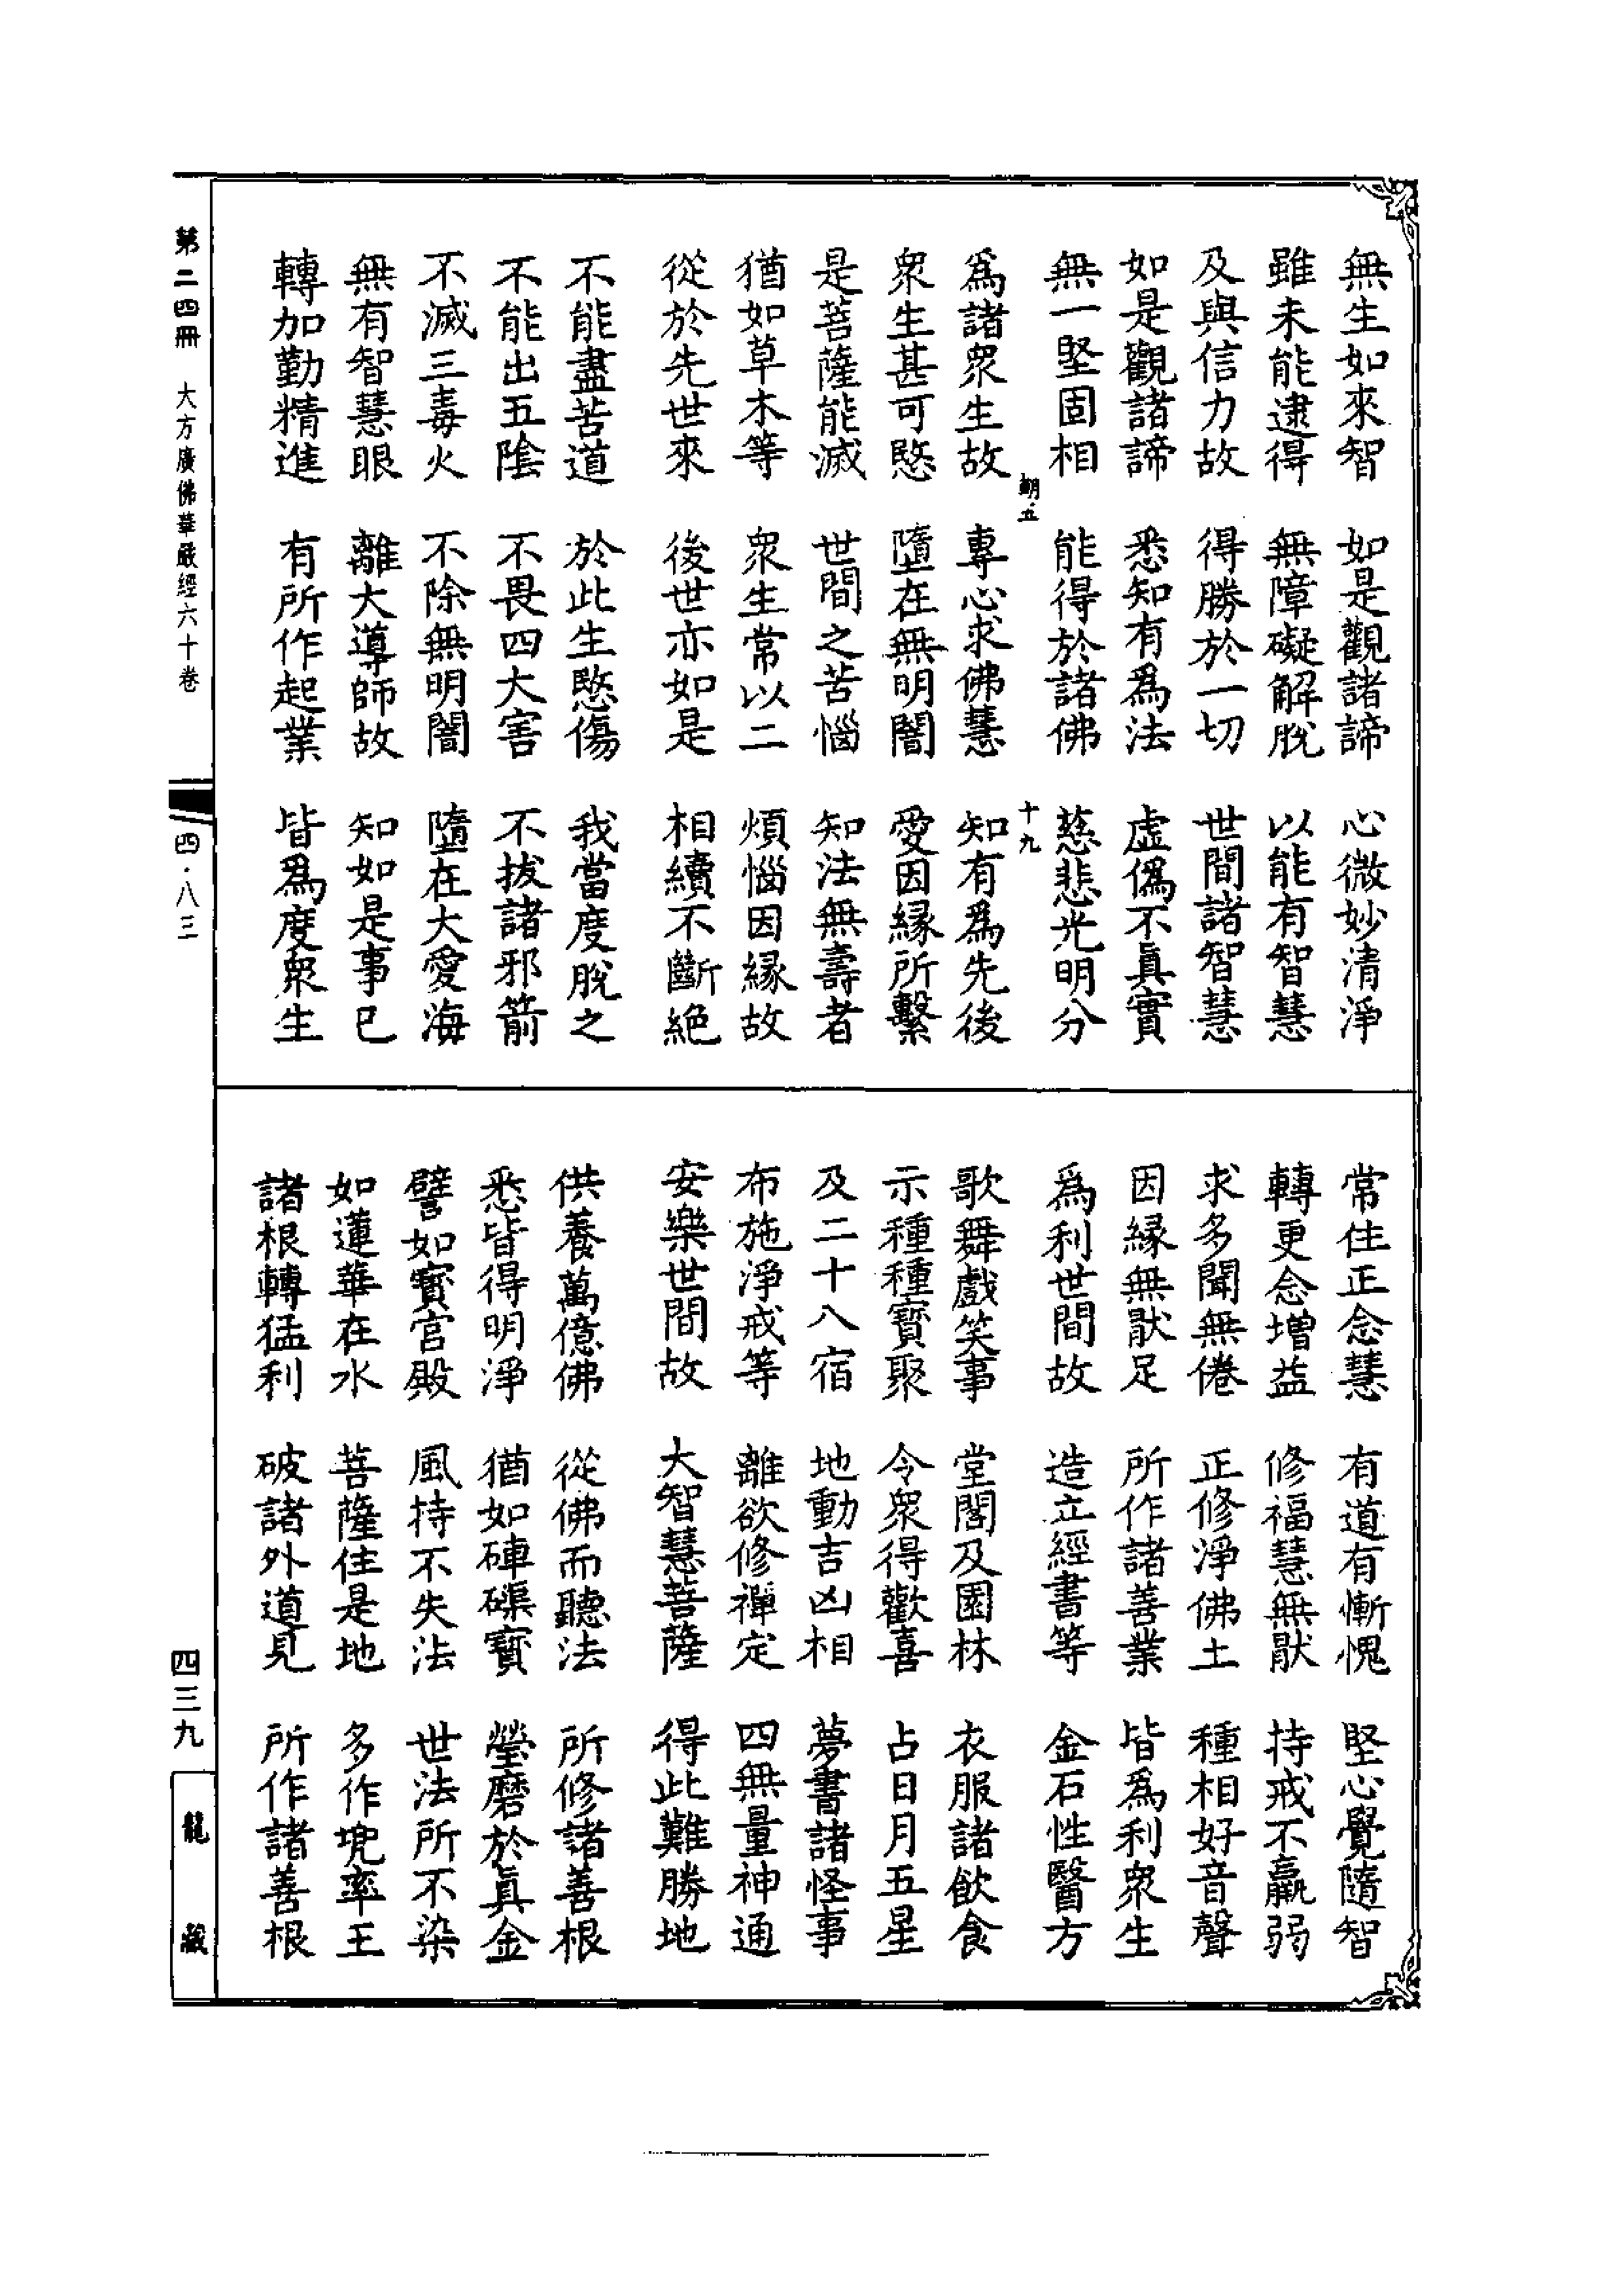 無生如來智 如是觀諸諦 心微妙清淨
雖未能逮得 無障礙解脫 以能有智慧
及與信力故 得勝於一切 世間諸智慧
如是觀諸諦 悉知有爲法 虛僞不眞實
無一堅固相 能得於諸佛 慈悲光明分
朝五 十九
爲諸衆生故 專心求佛慧 知有爲先後
衆生甚可愍 墮在無明闇 愛因緣所繫
是菩薩能滅 世間之苦惱 知法無壽者
猶如草木等 衆生常以二 煩惱因緣故
從於先世來 後世亦如是 相續不斷絕
不能盡苦道 於此生愍傷 我當度脫之
不能出五陰 不畏四大害 不拔諸邪箭
不滅三毒火 不除無明闇 墮在大愛海
無有智慧眼 離大導師故 知如是事已
轉加勤精進 有所作起業 皆爲度衆生
常住正念慧 有道有慚愧 堅心覺隨智
轉更念增益 修福慧無猒 持戒不羸弱
求多聞無倦 正修淨佛土 種相好音聲
因緣無猒足 所作諸善業 皆爲利衆生
爲利世間故 造立經書等 金石性醫方
歌舞戲笑事 堂閣及園林 衣服諸飲食
示種種寶聚 令衆得歡喜 占日月五星
及二十八宿 地動吉凶相 夢書諸怪事
布施淨戒等 離欲修禪定 四無量神通
安樂世間故 大智慧菩薩 得此難勝地
供養萬億佛 從佛而聽法 所修諸善根
悉皆得明淨 猶如硨磲寶 瑩磨於眞金
譬如寶宮殿 風持不失法 世法所不染
如蓮華在水 菩薩住是地 多作兜率王
諸根轉猛利 破諸外道見 所作諸善根
第二四冊 大方廣佛華嚴經六十卷 四·八三 四三九 龍藏